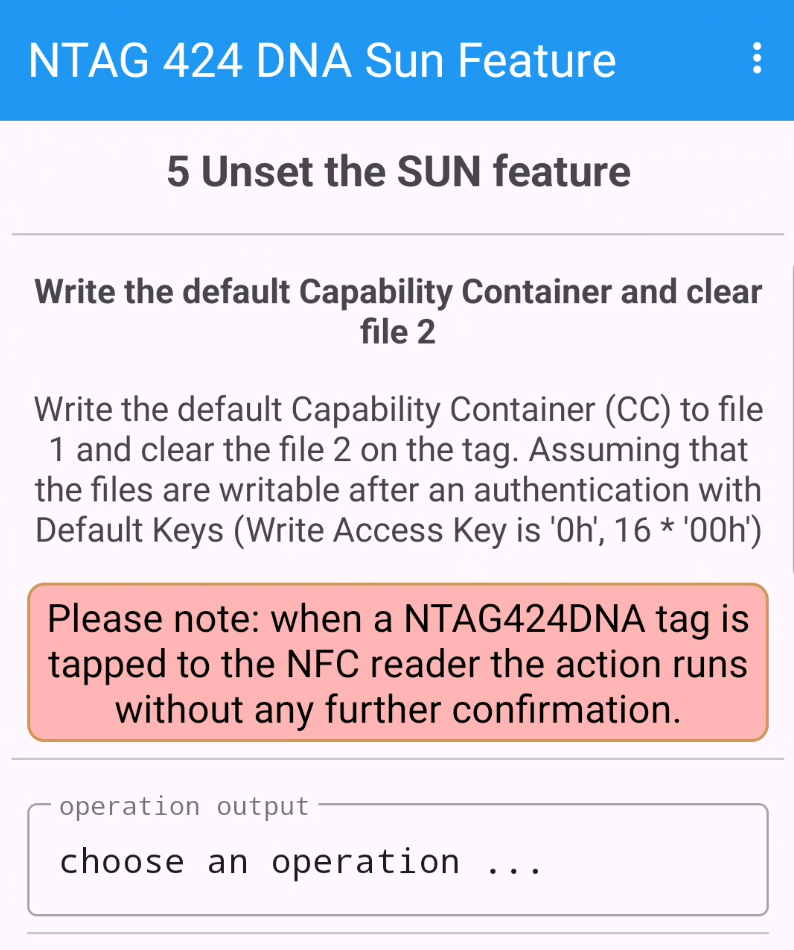 NTAG 424 DNA Sun Feature
5 Unset the SUN feature
Write the default Capability Container and clear
file 2
Write the default Capability Container (CC) to file
1 and clear the file 2 on the tag. Assuming that
the files are writable after an authentication with
Default Keys (Write Access Key is '0h', 16 * '00h')
Please note: when a NTAG424DNA tag is
tapped to the NFC reader the action runs
without any further confirmation.
operation output
choose an operation ...